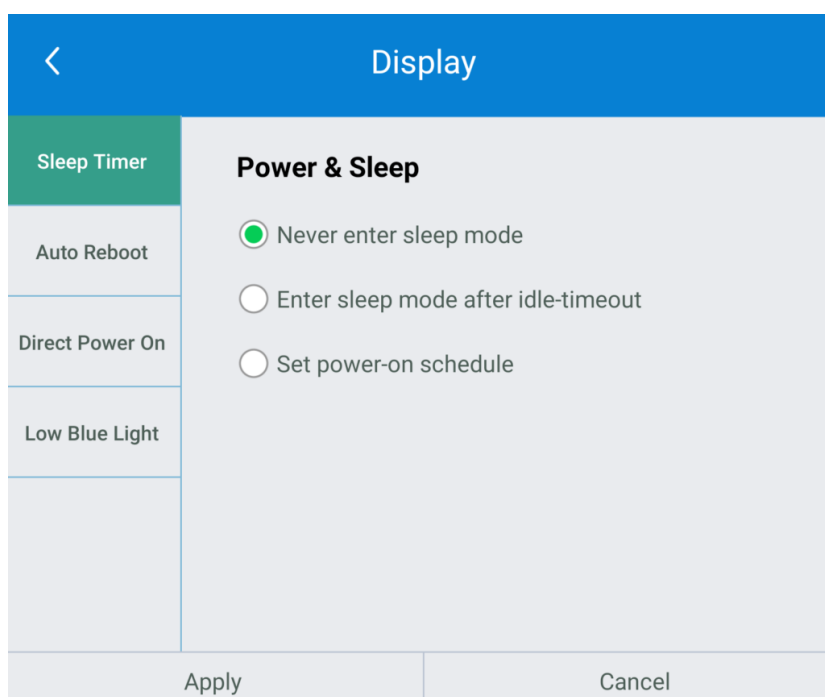 Display
Sleep Timer
Auto Reboot
Direct Power On
Low Blue Light
Power & Sleep
Never enter sleep mode
Enter sleep mode after idle-timeout
Set power-on schedule
Apply
Cancel